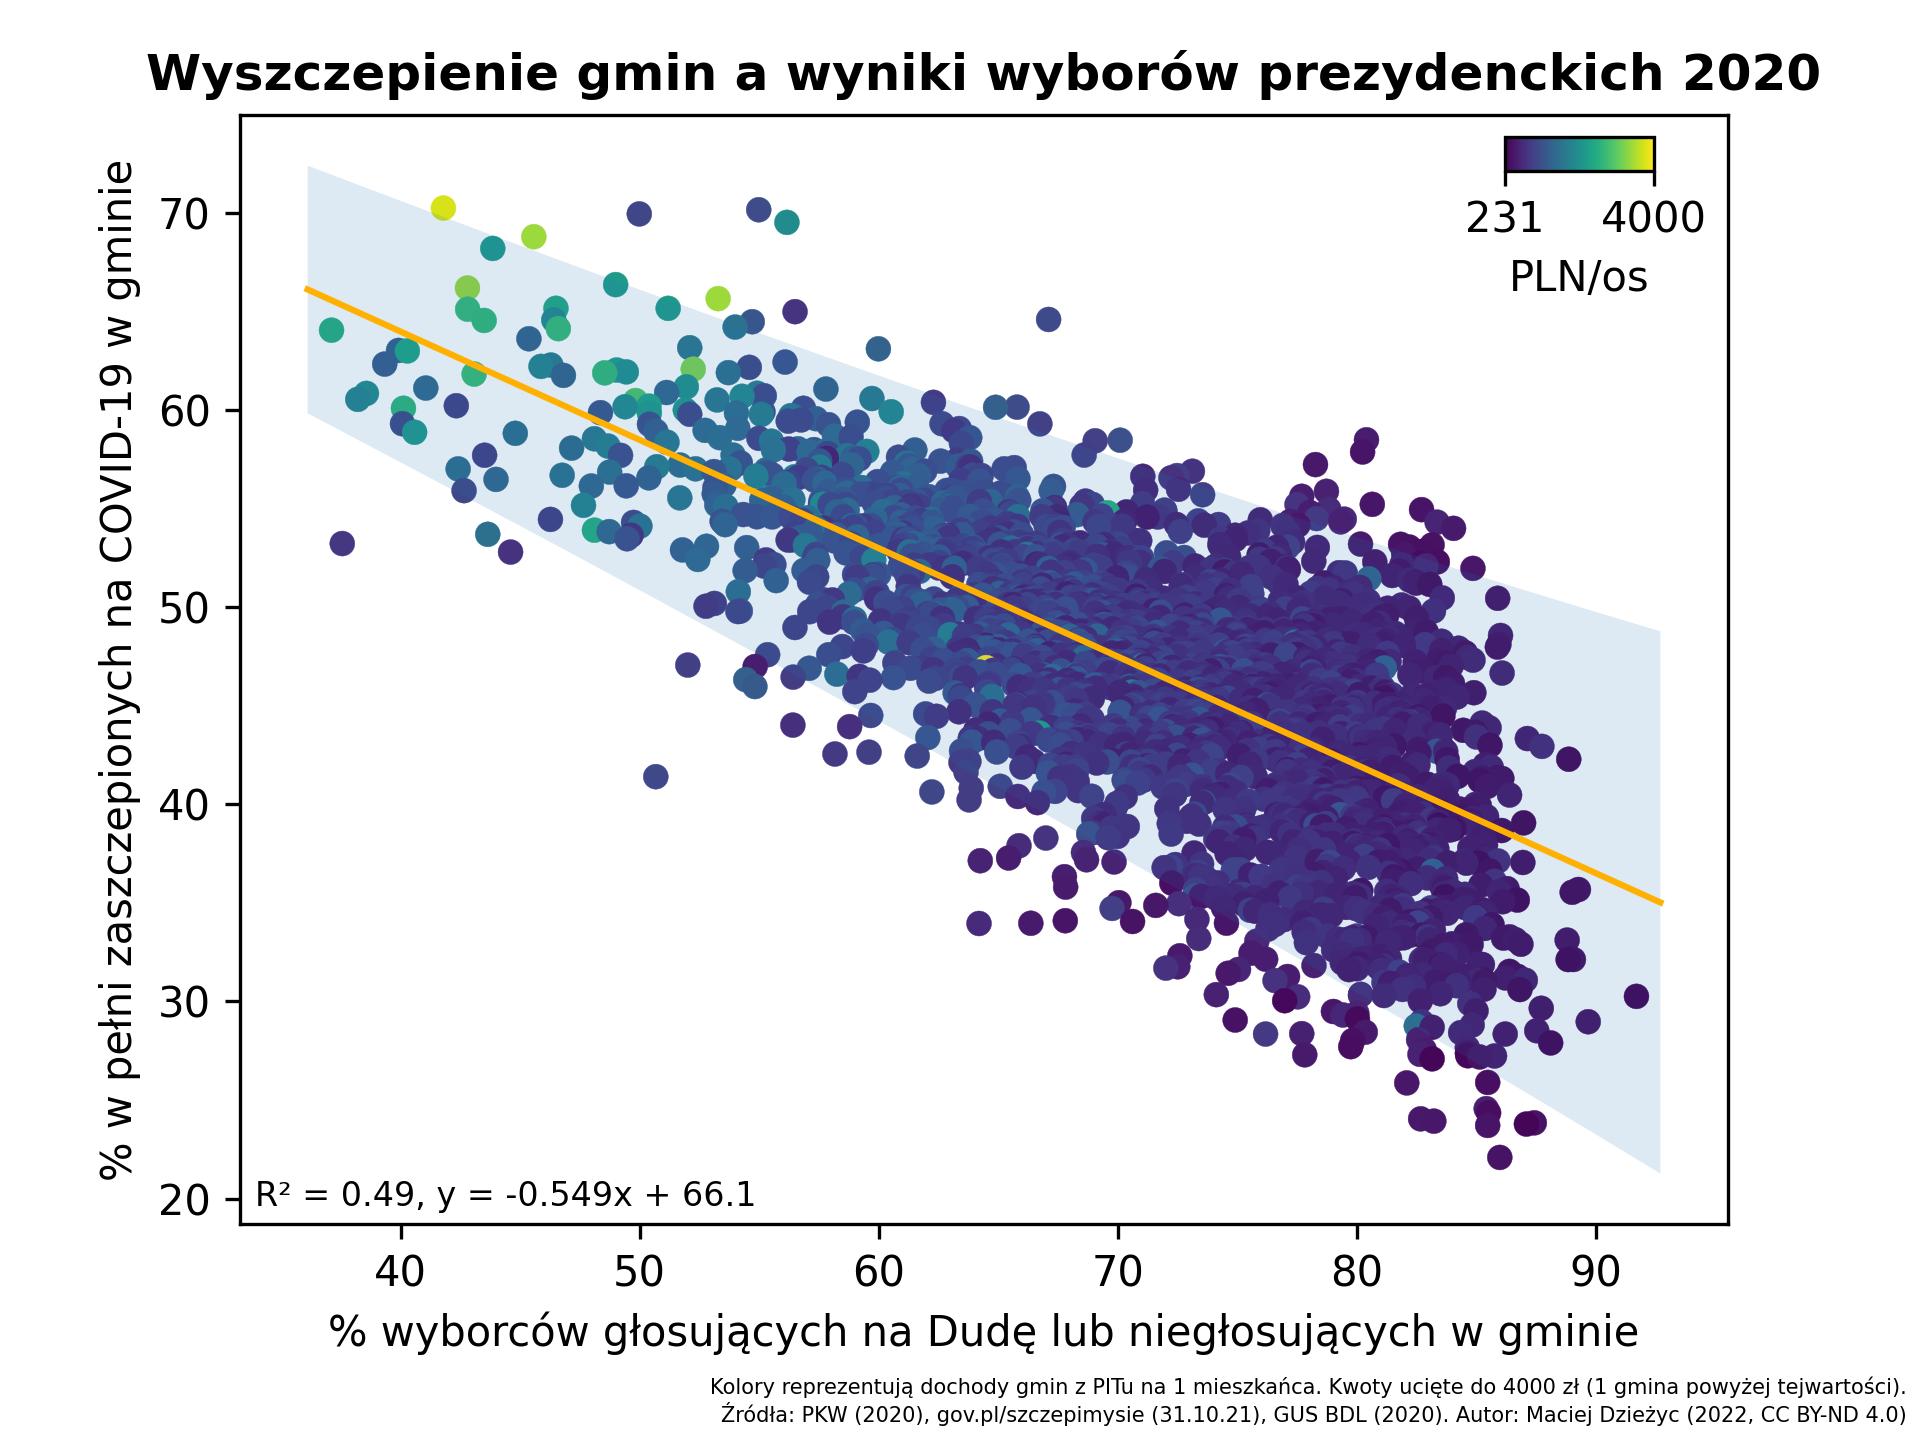 Wyszczepienie gmin a wyniki wyborów prezydenckich 2020
% w pełni zaszczepionych na COVID-19 w gminie
70
60
50
40
30
20
231 4000
PLN/os
R² = 0.49, y = -0.549x + 66.1
40 50 60 70 80 90
% wyborców głosujących na Dudę lub niegłosujących w gminie
Kolory reprezentują dochody gmin z PITu na 1 mieszkańca. Kwoty ucięte do 4000 zł (1 gmina powyżej tejwartości).
Źródła: PKW (2020), gov.pl/szczepimysie (31.10.21), GUS BDL (2020). Autor: Maciej Dzieżyc (2022, CC BY-ND 4.0)